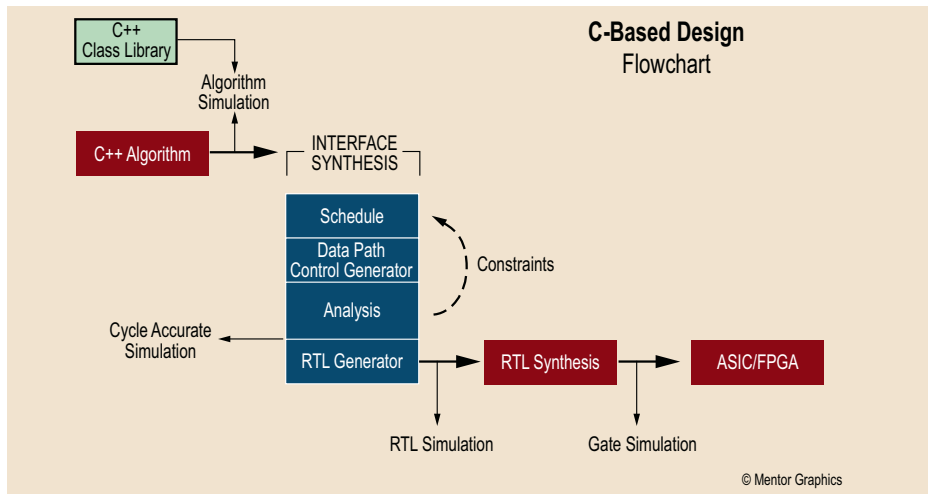 C++
Class Library
C-Based Design
Flowchart
Algorithm
Simulation
C++ Algorithm
INTERFACE
SYNTHESIS
Schedule
Data Path
Control Generator
Constraints
Analysis
Cycle Accurate
Simulation
RTL Generator
RTL Synthesis
ASIC/FPGA
RTL Simulation
Gate Simulation
© Mentor Graphics